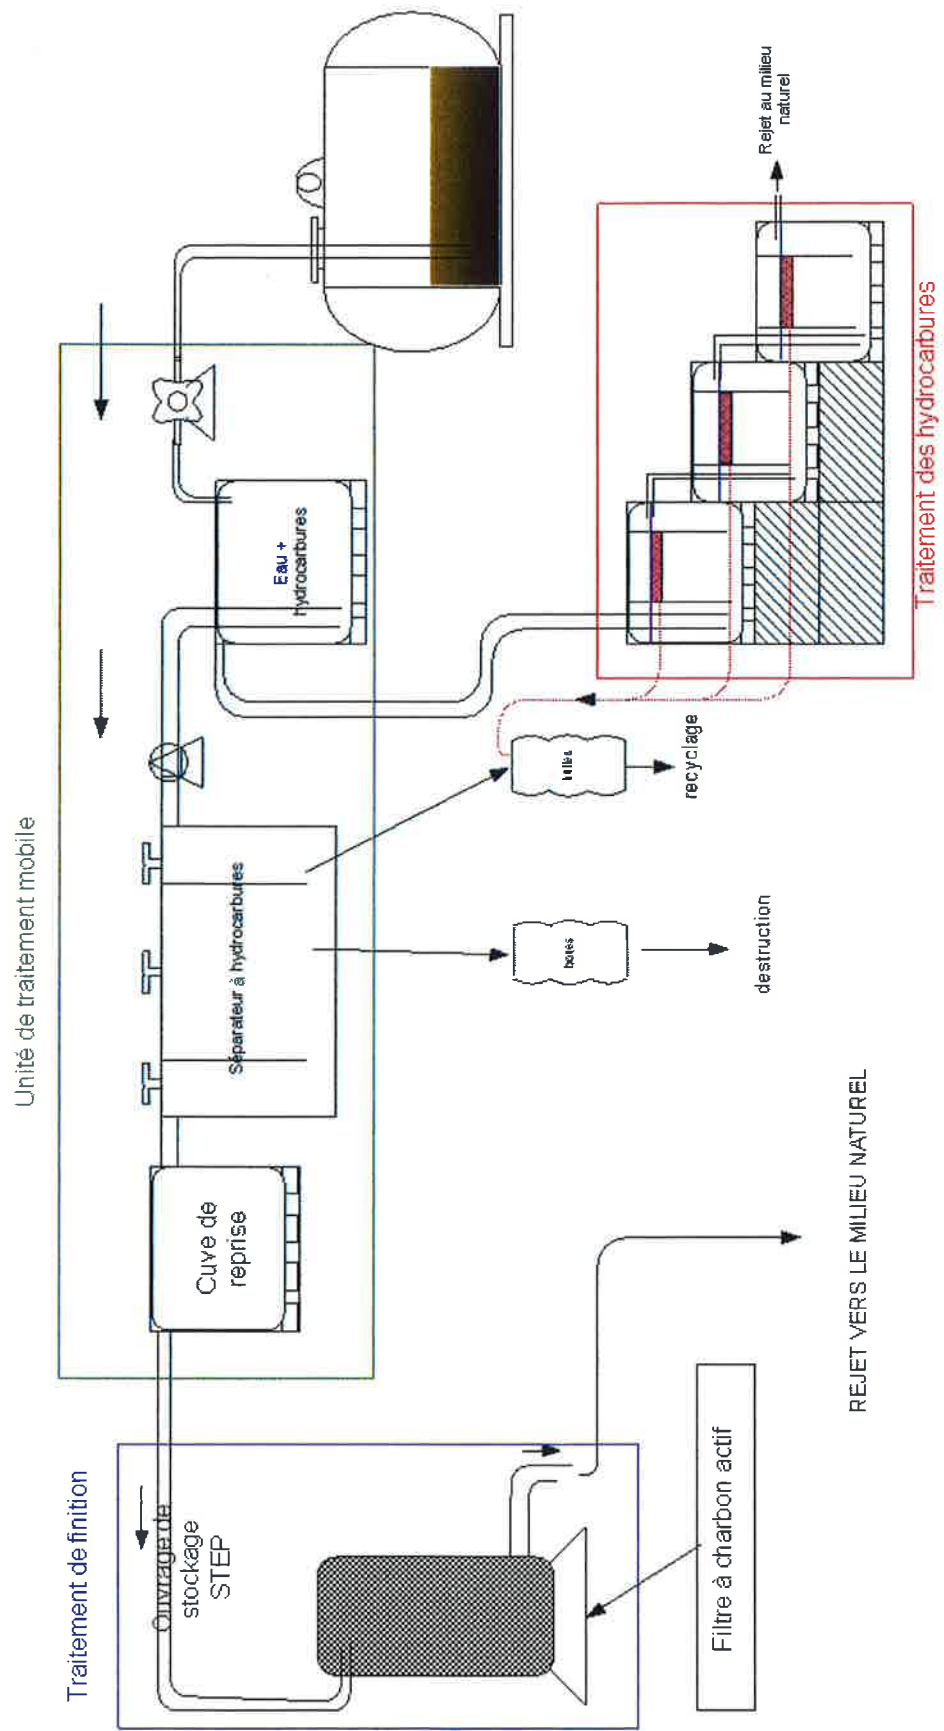 Unité de traitement mobile
Traitement de finition
Ouvrage de
stockage
STEP
Cuve de
reprise
Séparateur à hydrocarbures
Eau +
hydrocarbures
Filtre à charbon actif
REJET VERS LE MILIEU NATUREL
boues
destruction
huiles
recyclage
Traitement des hydrocarbures
Rejet au milieu
naturel